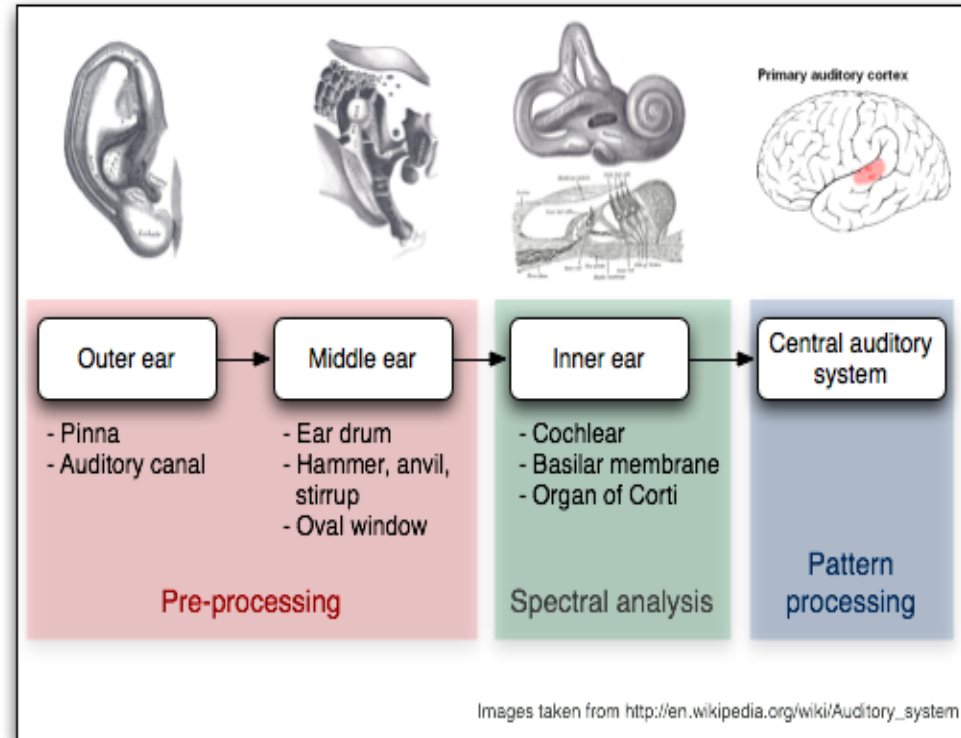 Primary auditory cortex
Outer ear
Middle ear
Inner ear
Central auditory
system
- Pinna
- Auditory canal
- Ear drum
- Hammer, anvil,
stirrup
- Oval window
- Cochlear
- Basilar membrane
- Organ of Corti
Pre-processing
Spectral analysis
Pattern
processing
Images taken from http://en.wikipedia.org/wiki/Auditory_system